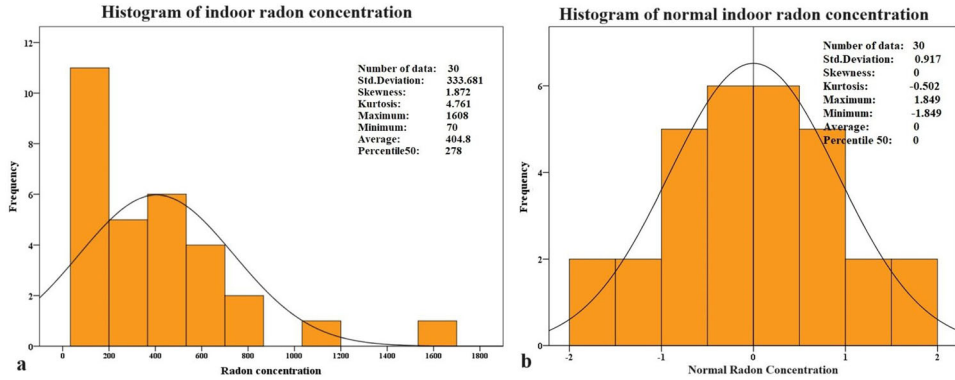 Histogram of indoor radon concentration
12
10
8
6
4
2
0
Frequency
Number of data: 30
Std.Deviation: 333.681
Skewness: 1.872
Kurtosis: 4.761
Maximum: 1608
Minimum: 70
Average: 404.8
Percentile50: 278
0 200 400 600 800 1000 1200 1400 1600 1800
Radon concentration
a
Histogram of normal indoor radon concentration
6
4
2
0
Frequency
Number of data: 30
Std.Deviation: 0.917
Skewness: 0
Kurtosis: -0.502
Maximum: 1.849
Minimum: -1.849
Average: 0
Percentile 50: 0
-2 -1 0 1 2
Normal Radon Concentration
b